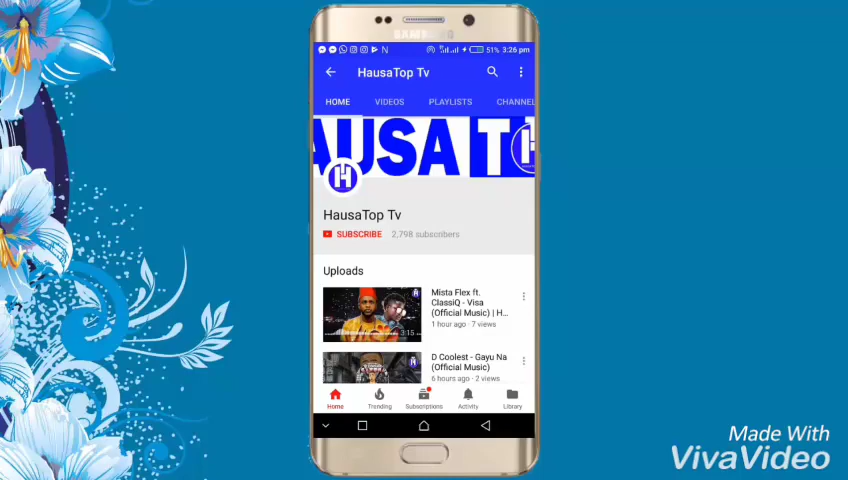 SAMSUNG
51% 3:26 pm
HausaTop Tv
HOME VIDEOS PLAYLISTS CHANNEL
AUSA T
H
HausaTop Tv
SUBSCRIBE 2,798 subscribers
Uploads
Mista Flex ft.
ClassiQ - Visa
(Official Music) | H...
1 hour ago · 7 views
3:15
D Coolest - Gayu Na
(Official Music)
6 hours ago · 2 views
Home Trending Subscriptions Activity Library
Made With
VivaVideo